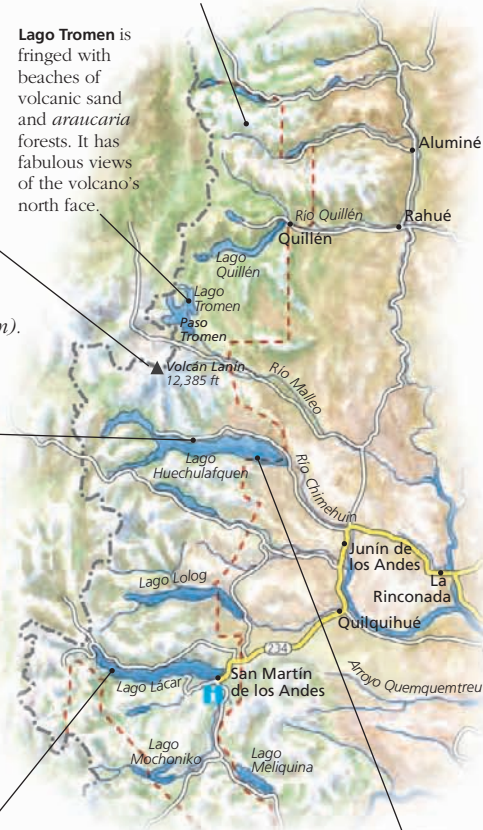 Lago Tromen is
fringed with
beaches of
volcanic sand
and araucaria
forests. It has
fabulous views
of the volcano's
north face.
Aluminé
Río Quillén
Rahué
Quillén
Lago
Quillén
Lago
Tromen
Paso
Tromen
n).
Volcán Lanín
12,385 ft
Río Malleo
Lago
Huechulafquen
Río Chimehuin
Junín de
los Andes
La
Rinconada
Lago Lolog
Quilquihué
234
Arroyo Quemquemtreu
San Martín
de los Andes
Lago Lácar
i
Lago
Mochoniko
Lago
Meliquina